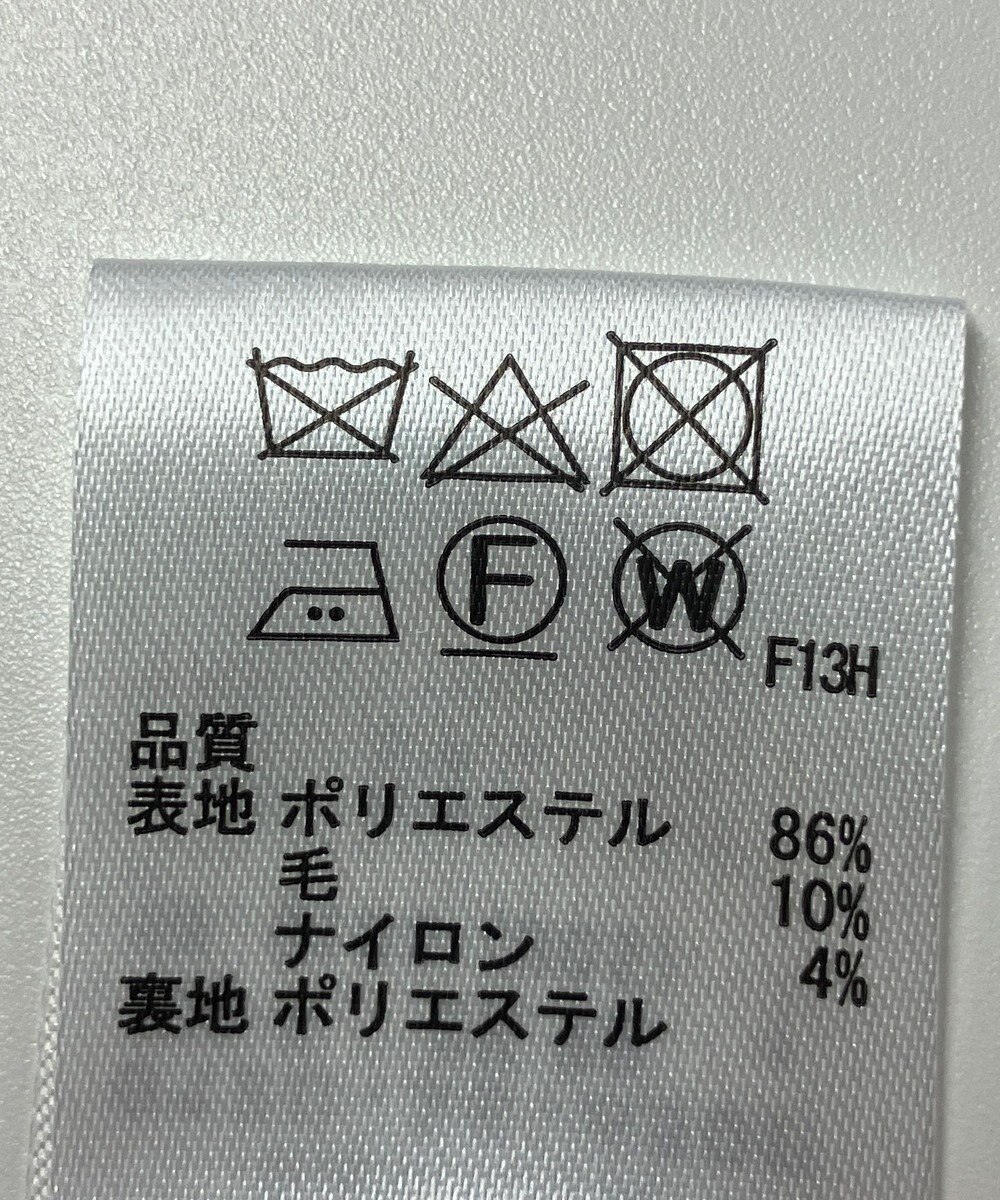 F W
F13H
品質
表地 ポリエステル 86%
毛 10%
ナイロン 4%
裏地 ポリエステル